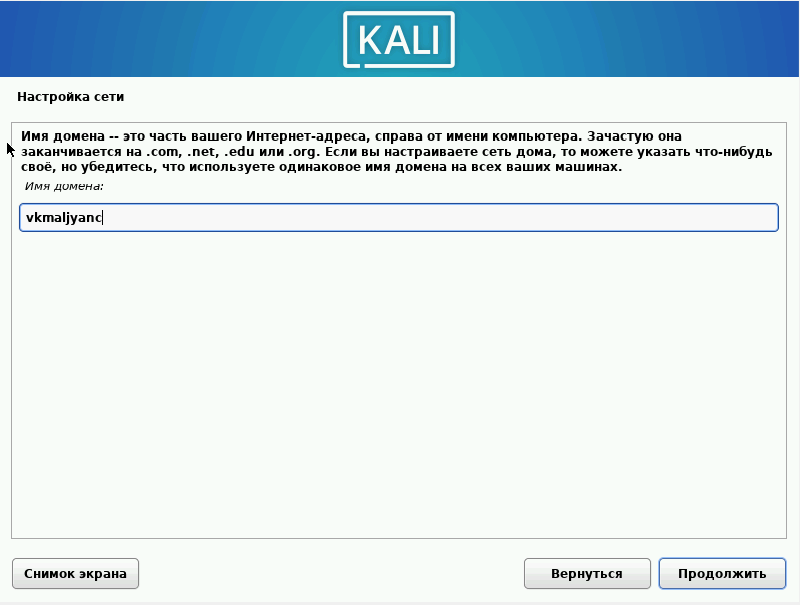 KALI
Настройка сети
Имя домена -- это часть вашего Интернет-адреса, справа от имени компьютера. Зачастую она
заканчивается на .com, .net, .edu или .org. Если вы настраиваете сеть дома, то можете указать что-нибудь
своё, но убедитесь, что используете одинаковое имя домена на всех ваших машинах.
Имя домена:
vkmaljyanc
Снимок экрана
Вернуться
Продолжить